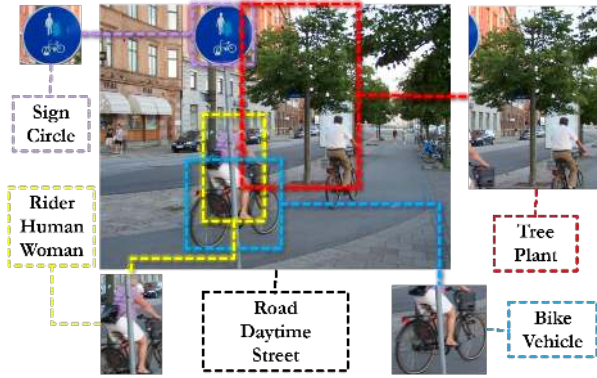 Sign
Circle
Rider
Human
Woman
Road
Daytime
Street
Tree
Plant
Bike
Vehicle